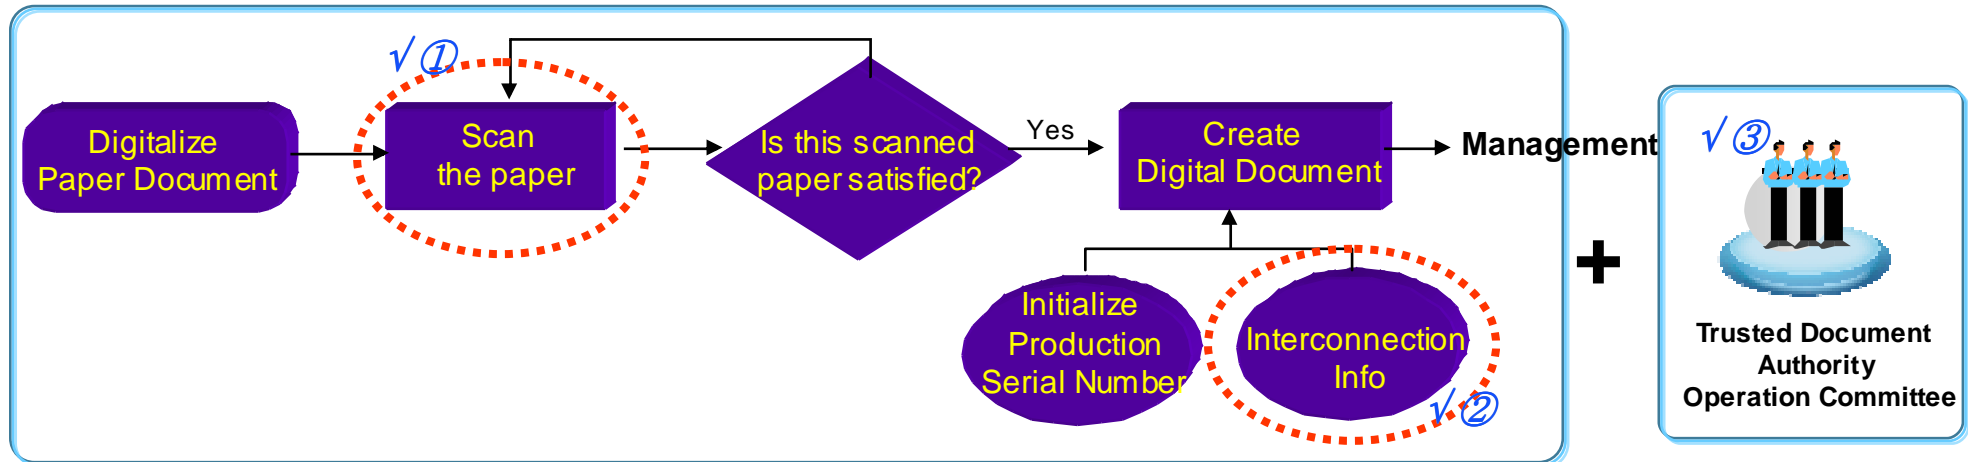 √ ①
Digitalize
Paper Document
Scan
the paper
Is this scanned
paper satisfied?
Yes
Create
Digital Document
Management
Initialize
Production
Serial Number
Interconnection
Info
√ ②
+
√ ③
Trusted Document
Authority
Operation Committee